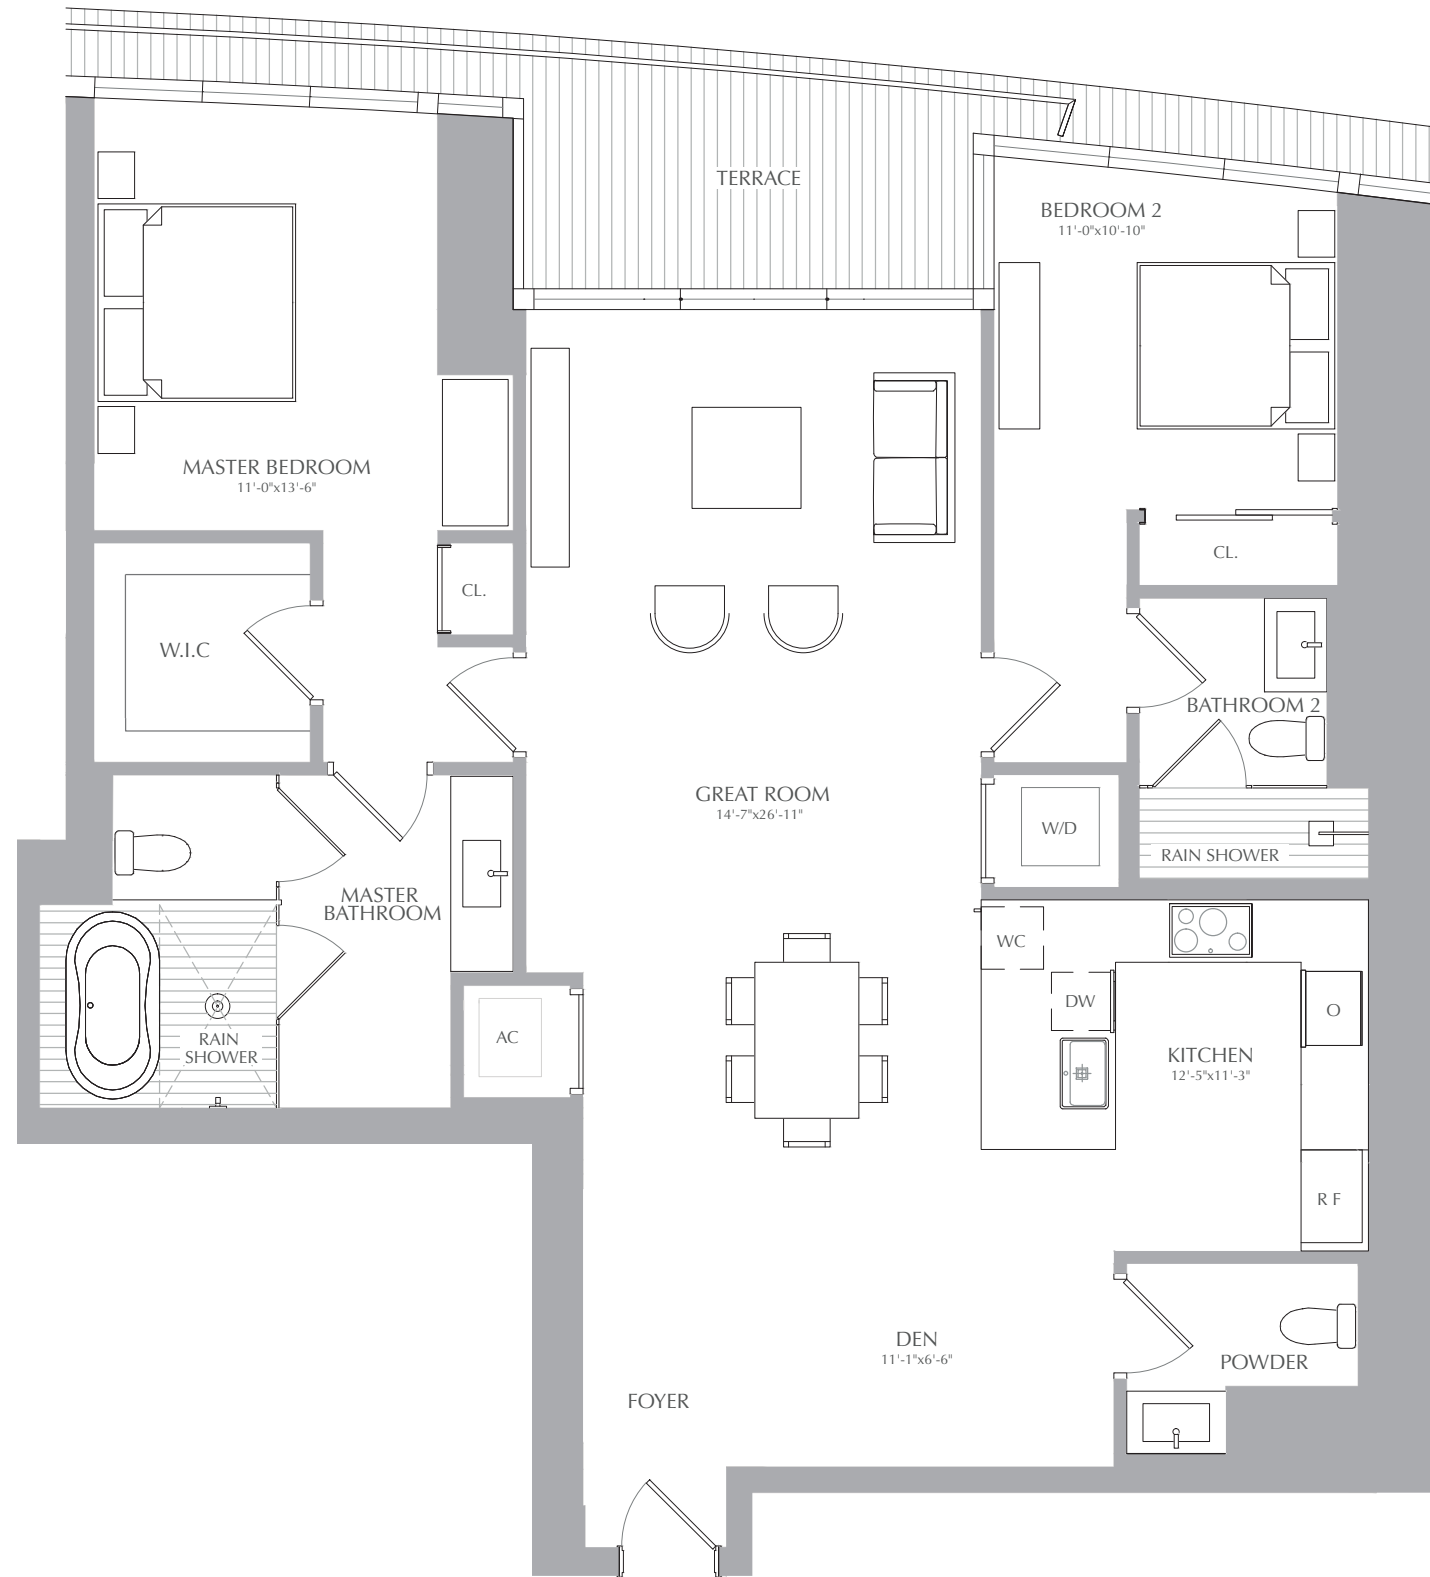 TERRACE
BEDROOM 2
11'-0"x10'-10"
MASTER BEDROOM
11'-0"x13'-6"
CL.
CL.
W.I.C
BATHROOM 2
GREAT ROOM
14'-7"x26'-11"
W/D
RAIN SHOWER
MASTER
BATHROOM
WC
DW
O
RAIN
SHOWER
AC
KITCHEN
12'-5"x11'-3"
R F
DEN
11'-1"x6'-6"
POWDER
FOYER